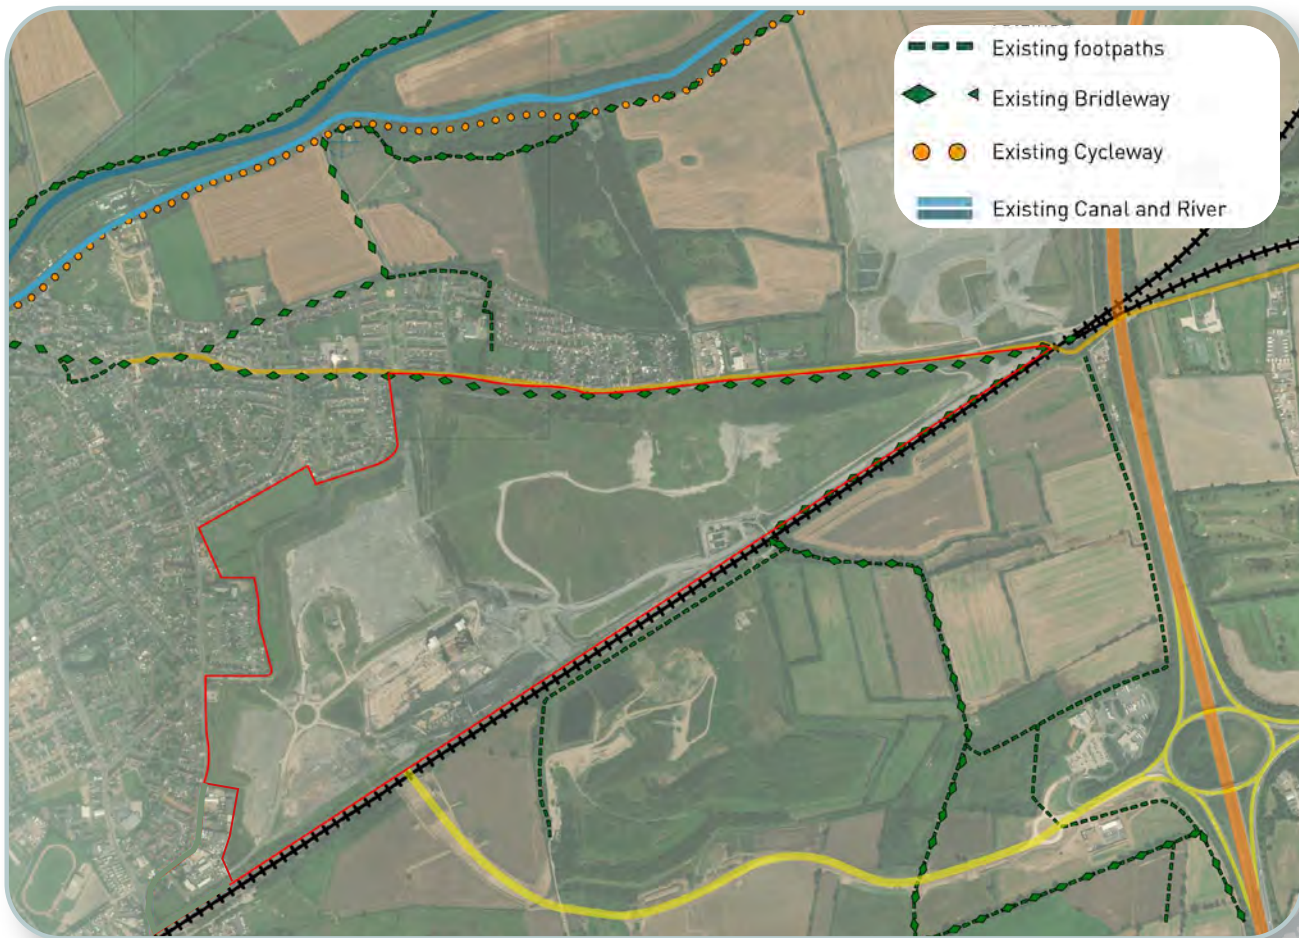 Existing footpaths
Existing Bridleway
Existing Cycleway
Existing Canal and River